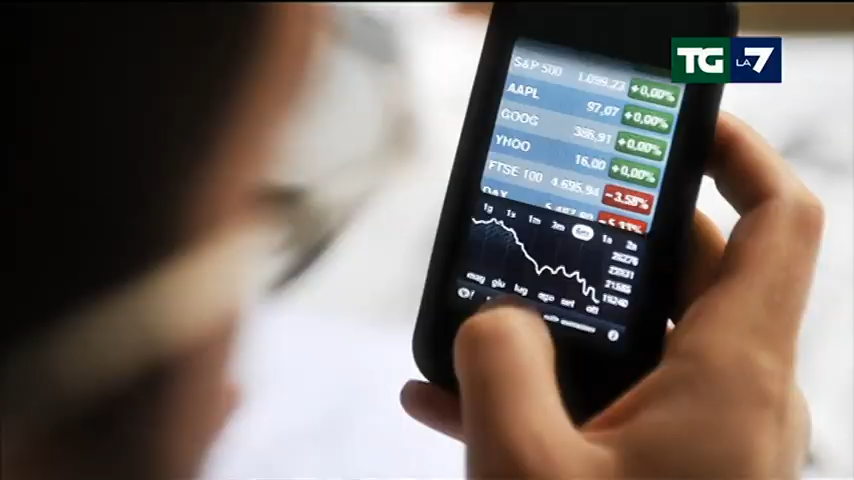 TG LA 7
S&P 500 1.099,23 +0,00%
AAPL 97,07 +0,00%
GOOG 386,91 +0,00%
YHOO 16,00 +0,00%
FTSE 100 4.695,94 -3,58%
DAX
1g 1s 1m 3m 6m 1a 2a
mag giu lug ago set ott